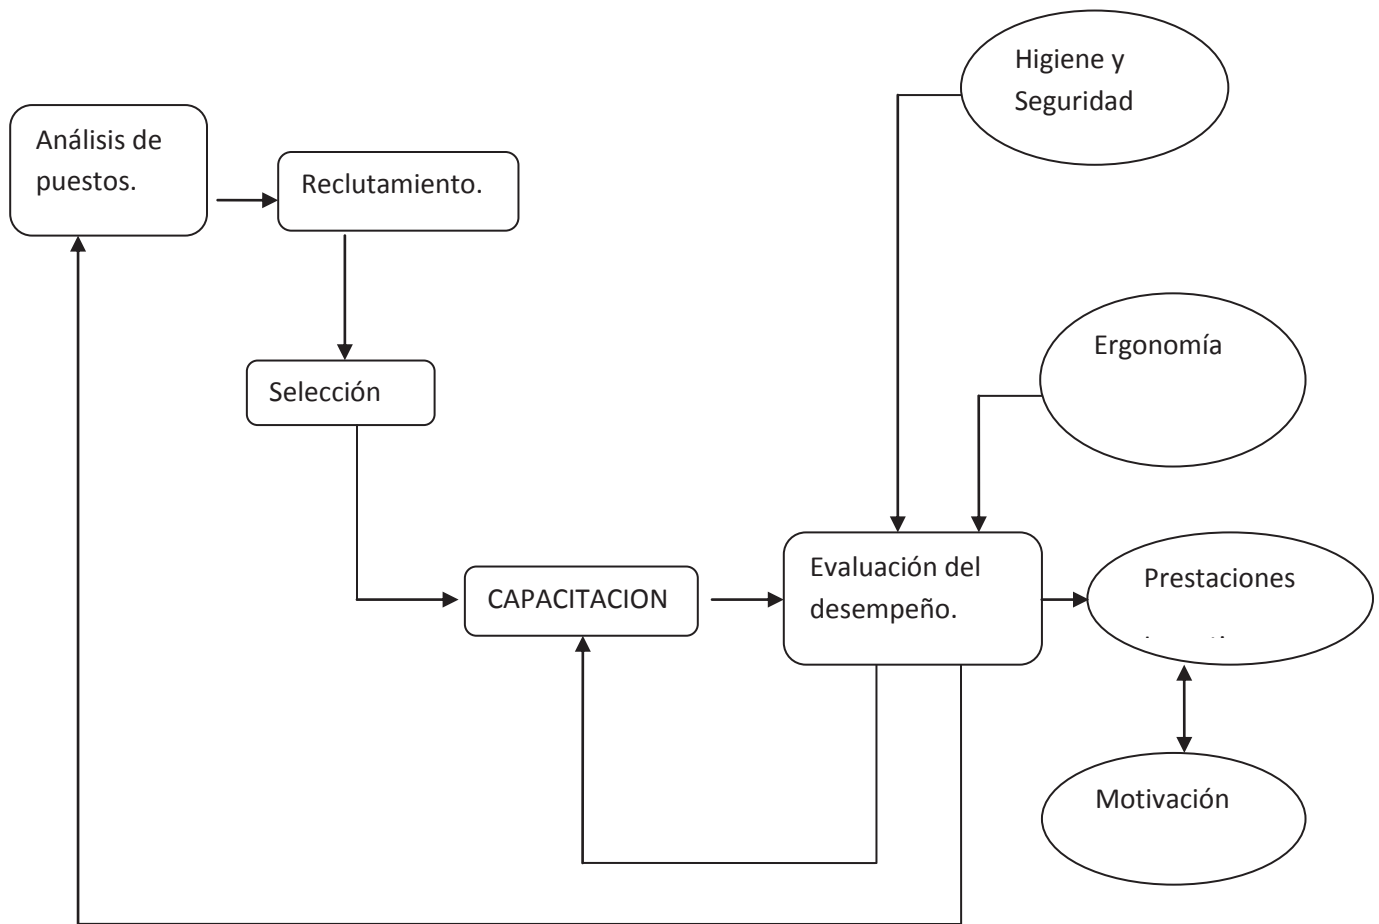 Higiene y
Seguridad
Análisis de
puestos.
Reclutamiento.
Ergonomía
Selección
Evaluación del
desempeño.
CAPACITACION
Prestaciones
Motivación